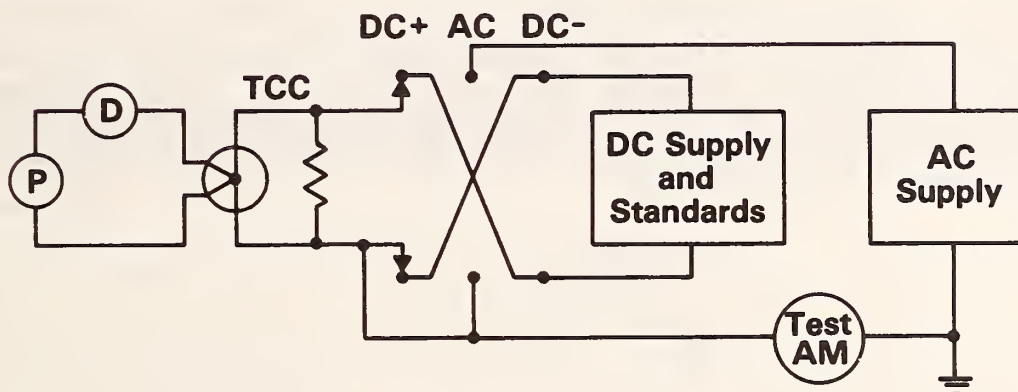 DC+ AC DC-
TCC
D
P
DC Supply
and
Standards
AC
Supply
Test
AM